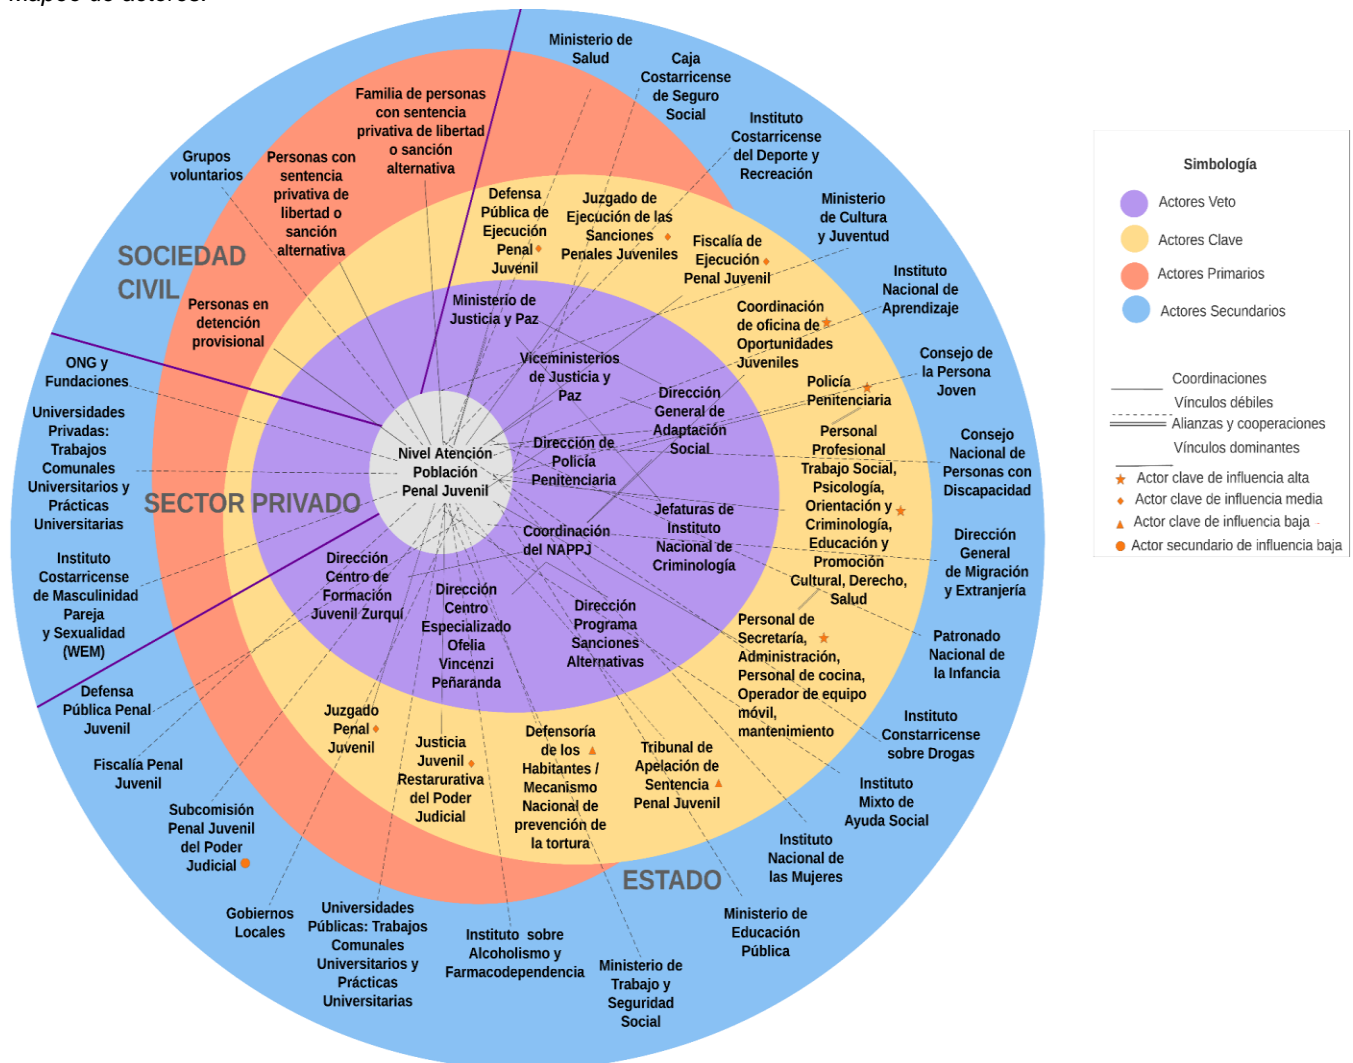 Mapeo de actores.
Ministerio de
Salud
Caja
Costarricense
de Seguro
Social
Instituto
Costarricense
del Deporte y
Recreación
Ministerio
de Cultura
y Juventud
Instituto
Nacional de
Aprendizaje
Consejo de
la Persona
Joven
Consejo
Nacional de
Personas con
Discapacidad
Dirección
General
de Migración
y Extranjería
Patronado
Nacional de
la Infancia
Instituto
Constarricense
sobre Drogas
Instituto
Mixto de
Ayuda Social
Instituto
Nacional de
las Mujeres
Ministerio de
Educación
Pública
Ministerio de
Trabajo y
Seguridad
Social
Instituto sobre
Alcoholismo y
Farmacodependencia
Universidades
Públicas: Trabajos
Comunales
Universitarios y
Prácticas
Universitarias
Gobiernos
Locales
Subcomisión
Penal Juvenil
del Poder
Judicial
Fiscalía Penal
Juvenil
Defensa
Pública Penal
Juvenil
ESTADO
SOCIEDAD
CIVIL
Grupos
voluntarios
Familia de personas
con sentencia
privativa de libertad
o sanción
alternativa
Personas con
sentencia
privativa de
libertad o
sanción
alternativa
Personas en
detención
provisional
SECTOR PRIVADO
ONG y
Fundaciones
Universidades
Privadas:
Trabajos
Comunales
Universitarios y
Prácticas
Universitarias
Instituto
Costarricense
de Masculinidad
Pareja
y Sexualidad
(WEM)
Defensa
Pública de
Ejecución
Penal
Juvenil
Juzgado de
Ejecución de las
Sanciones
Penales Juveniles
Fiscalía de
Ejecución
Penal Juvenil
Coordinación
de oficina de
Oportunidades
Juveniles
Policía
Penitenciaria
Personal
Profesional
Trabajo Social,
Psicología,
Orientación y
Criminología,
Educación y
Promoción
Cultural, Derecho,
Salud
Personal de
Secretaría,
Administración,
Personal de cocina,
Operador de equipo
móvil,
mantenimiento
Tribunal de
Apelación de
Sentencia
Penal Juvenil
Defensoría
de los
Habitantes /
Mecanismo
Nacional de
prevención de
la tortura
Justicia
Juvenil
Restarurativa
del Poder
Judicial
Juzgado
Penal
Juvenil
Ministerio de
Justicia y Paz
Viceministerios
de Justicia y
Paz
Dirección
General de
Adaptación
Social
Dirección de
Policía
Penitenciaria
Jefaturas de
Instituto
Nacional de
Criminología
Coordinación
del NAPPJ
Dirección
Programa
Sanciones
Alternativas
Dirección
Centro
Especializado
Ofelia
Vincenzi
Peñaranda
Dirección
Centro de
Formación
Juvenil Zurquí
Nivel Atención
Población
Penal Juvenil
Simbología
Actores Veto
Actores Clave
Actores Primarios
Actores Secundarios
Coordinaciones
Vínculos débiles
Alianzas y cooperaciones
Vínculos dominantes
Actor clave de influencia alta
Actor clave de influencia media
Actor clave de influencia baja
Actor secundario de influencia baja